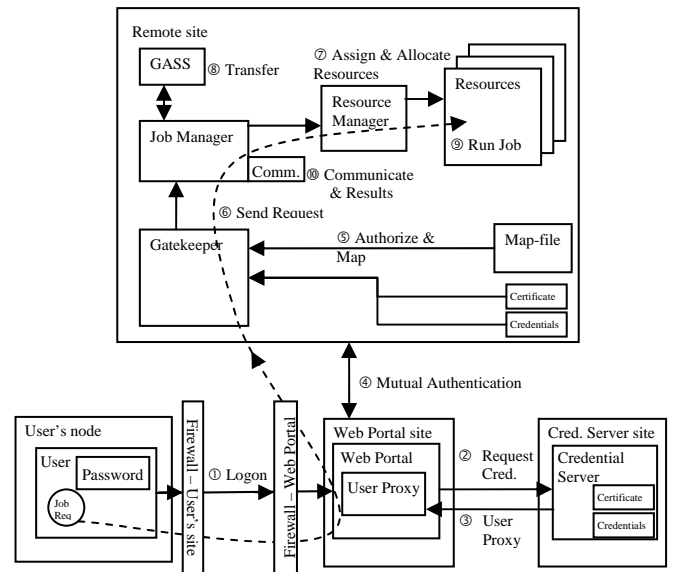 Remote site
GASS
⑧ Transfer
⑦ Assign & Allocate
Resources
Resource
Manager
Resources
⑨ Run Job
Job Manager
Comm.
⑩ Communicate
& Results
⑥ Send Request
Gatekeeper
⑤ Authorize &
Map
Map-file
Certificate
Credentials
④ Mutual Authentication
User's node
User
Password
Job
Req
Firewall – User's site
① Logon
Firewall – Web Portal
Web Portal site
Web Portal
User Proxy
② Request
Cred.
③ User
Proxy
Cred. Server site
Credential
Server
Certificate
Credentials